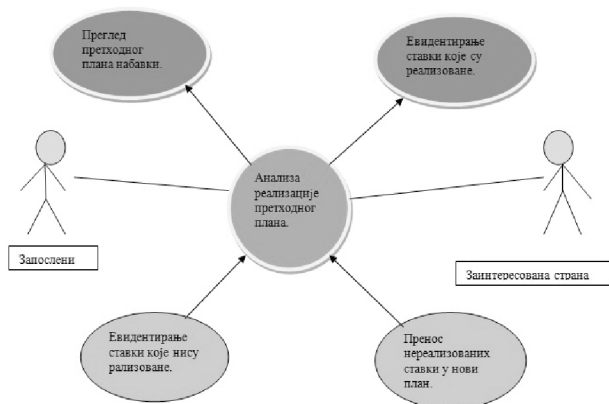 Преглед
претходног
плана набавки.
Евидентирање
ставки које су
реализоване.
Анализа
реализације
претходног
плана.
Запослени
Заинтересована страна
Евидентирање
ставки које нису
рализоване.
Пренос
нереализованих
ставки у нови
план.